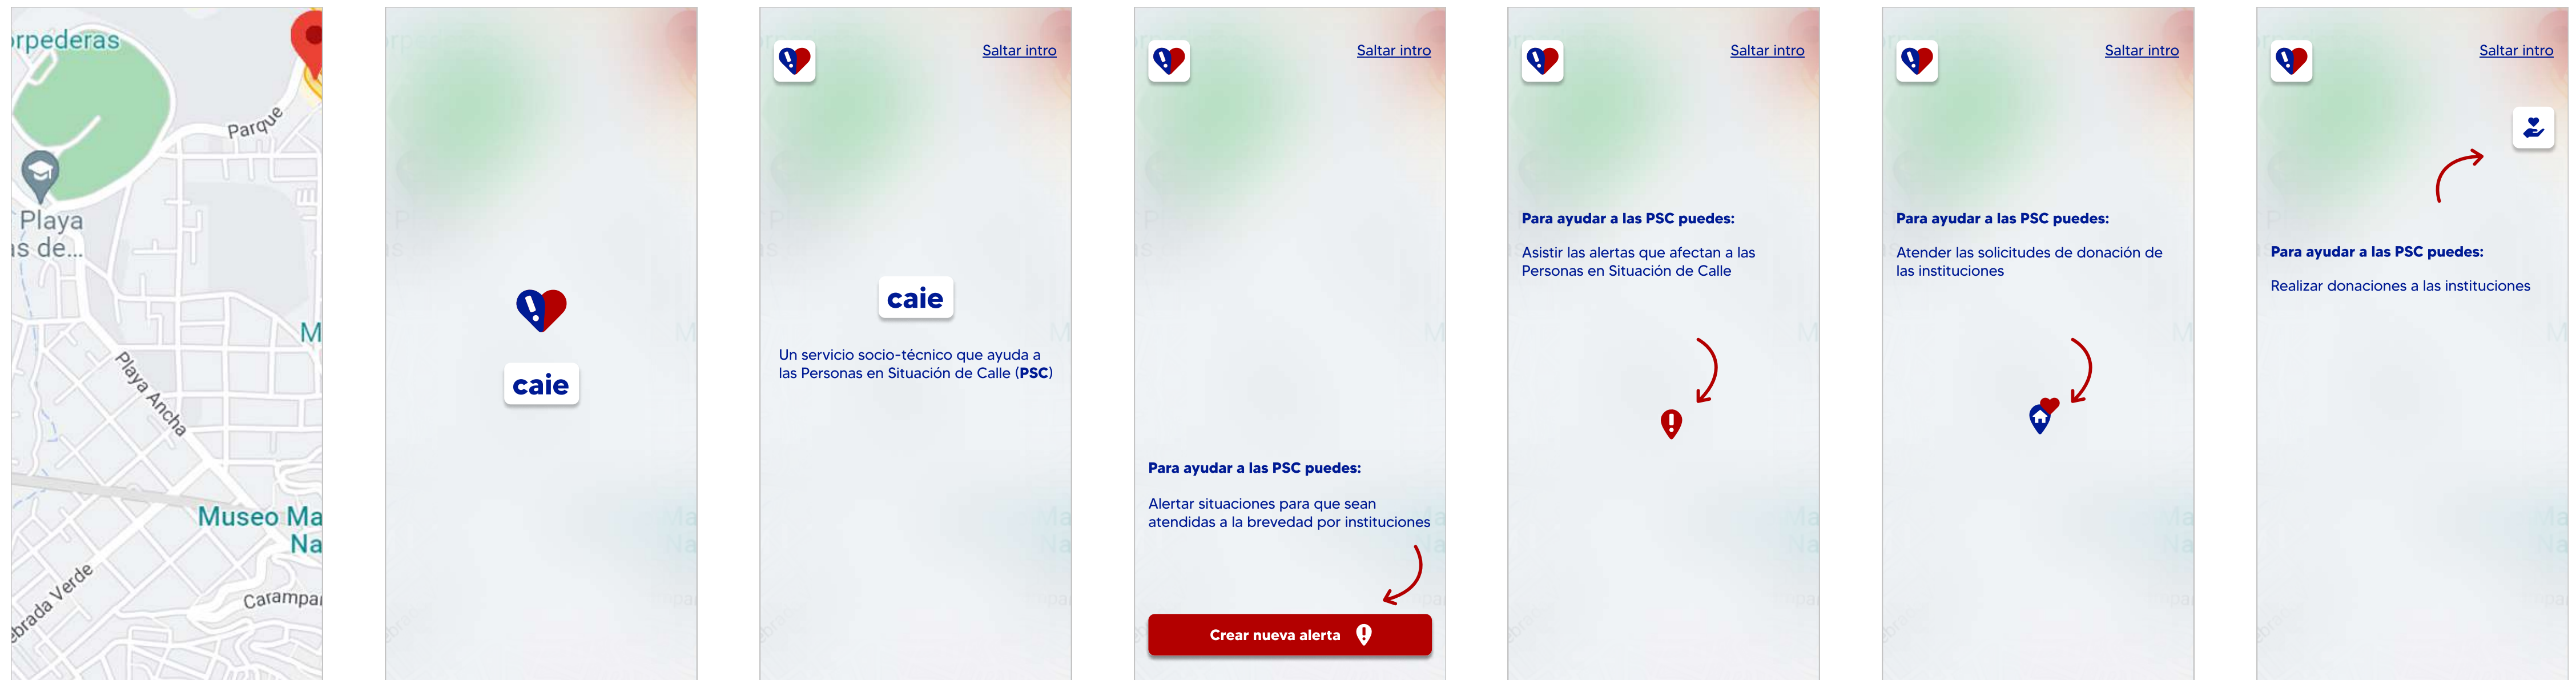 orpederas
Parque
Playa
as de...
M
Playa Ancha
Museo Ma
Na
ebrada Verde
Carampa
caie
Saltar intro
caie
Un servicio socio-técnico que ayuda a
las Personas en Situación de Calle (PSC)
Saltar intro
Para ayudar a las PSC puedes:
Alertar situaciones para que sean
atendidas a la brevedad por instituciones
Crear nueva alerta
Saltar intro
Para ayudar a las PSC puedes:
Asistir las alertas que afectan a las
Personas en Situación de Calle
Saltar intro
Para ayudar a las PSC puedes:
Atender las solicitudes de donación de
las instituciones
Saltar intro
Para ayudar a las PSC puedes:
Realizar donaciones a las instituciones